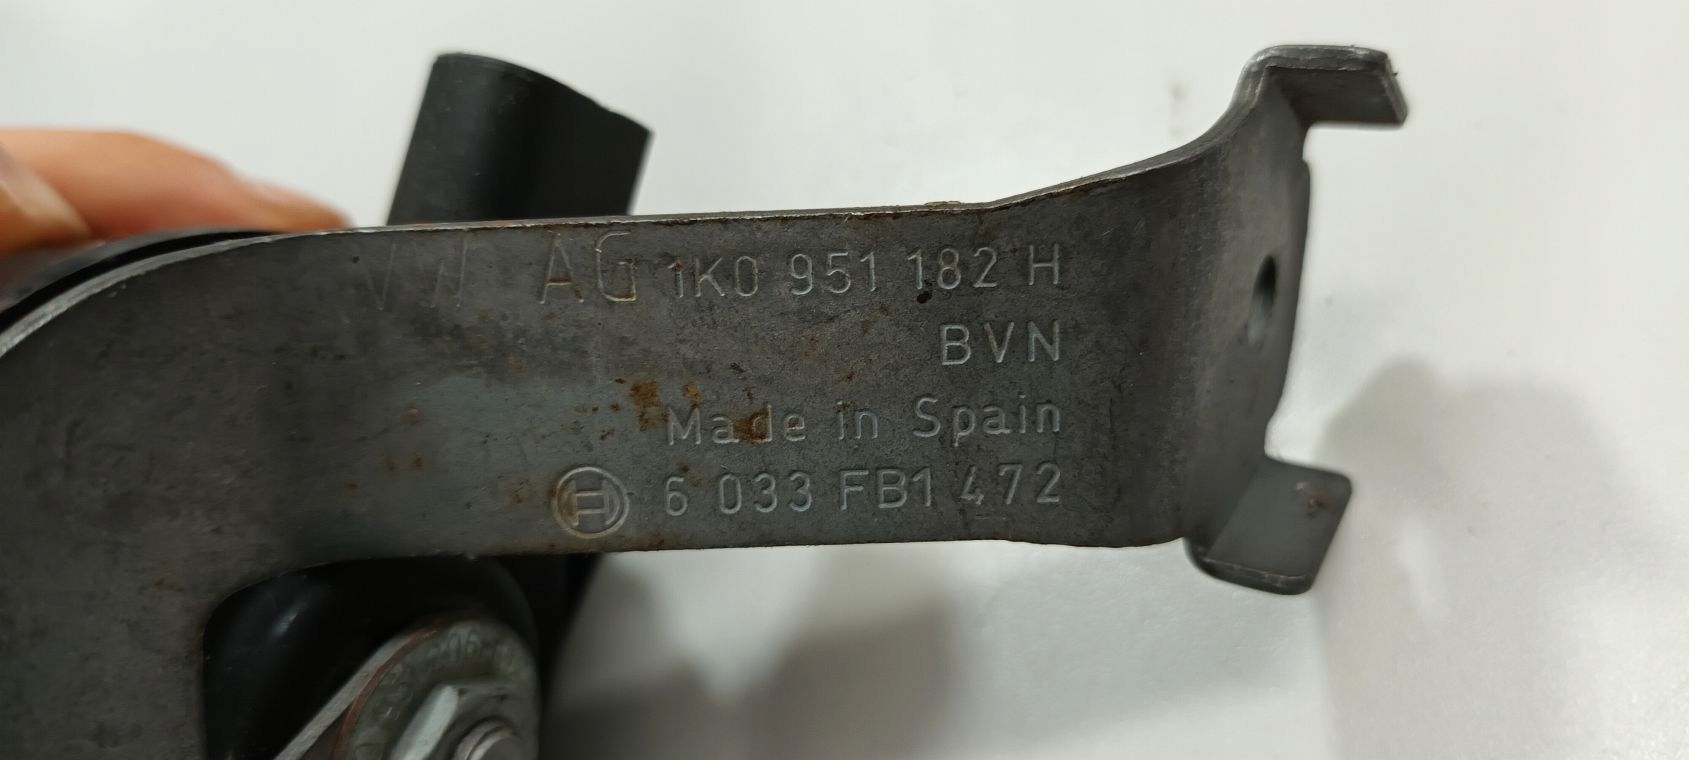 VW AG 1K0 951 182 H
BVN
Made in Spain
6 033 FB1 472